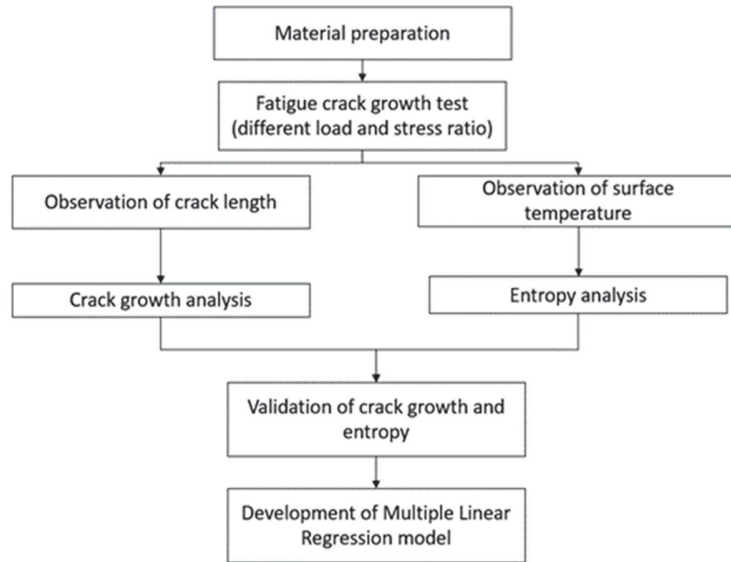 Material preparation
Fatigue crack growth test
(different load and stress ratio)
Observation of crack length
Observation of surface
temperature
Crack growth analysis
Entropy analysis
Validation of crack growth and
entropy
Development of Multiple Linear
Regression model